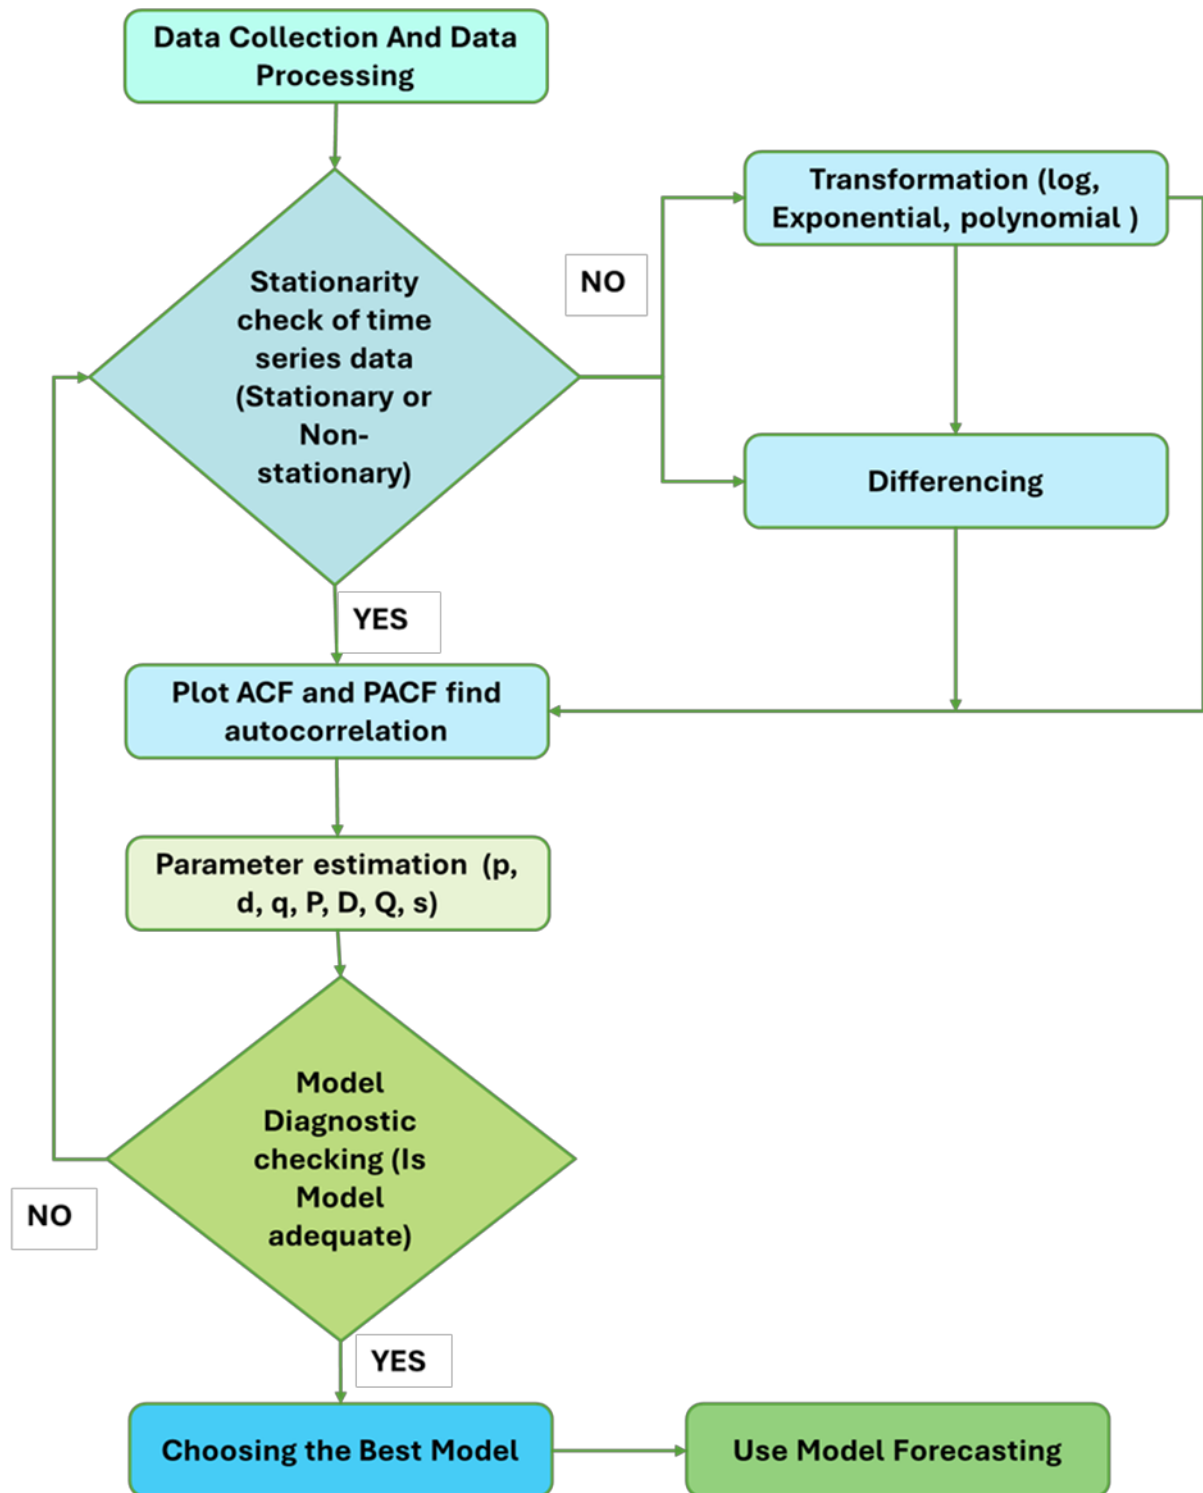 Data Collection And Data
Processing
Transformation (log,
Exponential, polynomial )
NO
Stationarity
check of time
series data
(Stationary or
Non-
stationary)
Differencing
YES
Plot ACF and PACF find
autocorrelation
Parameter estimation (p,
d, q, P, D, Q, s)
Model
Diagnostic
checking (Is
Model
adequate)
NO
YES
Choosing the Best Model
Use Model Forecasting